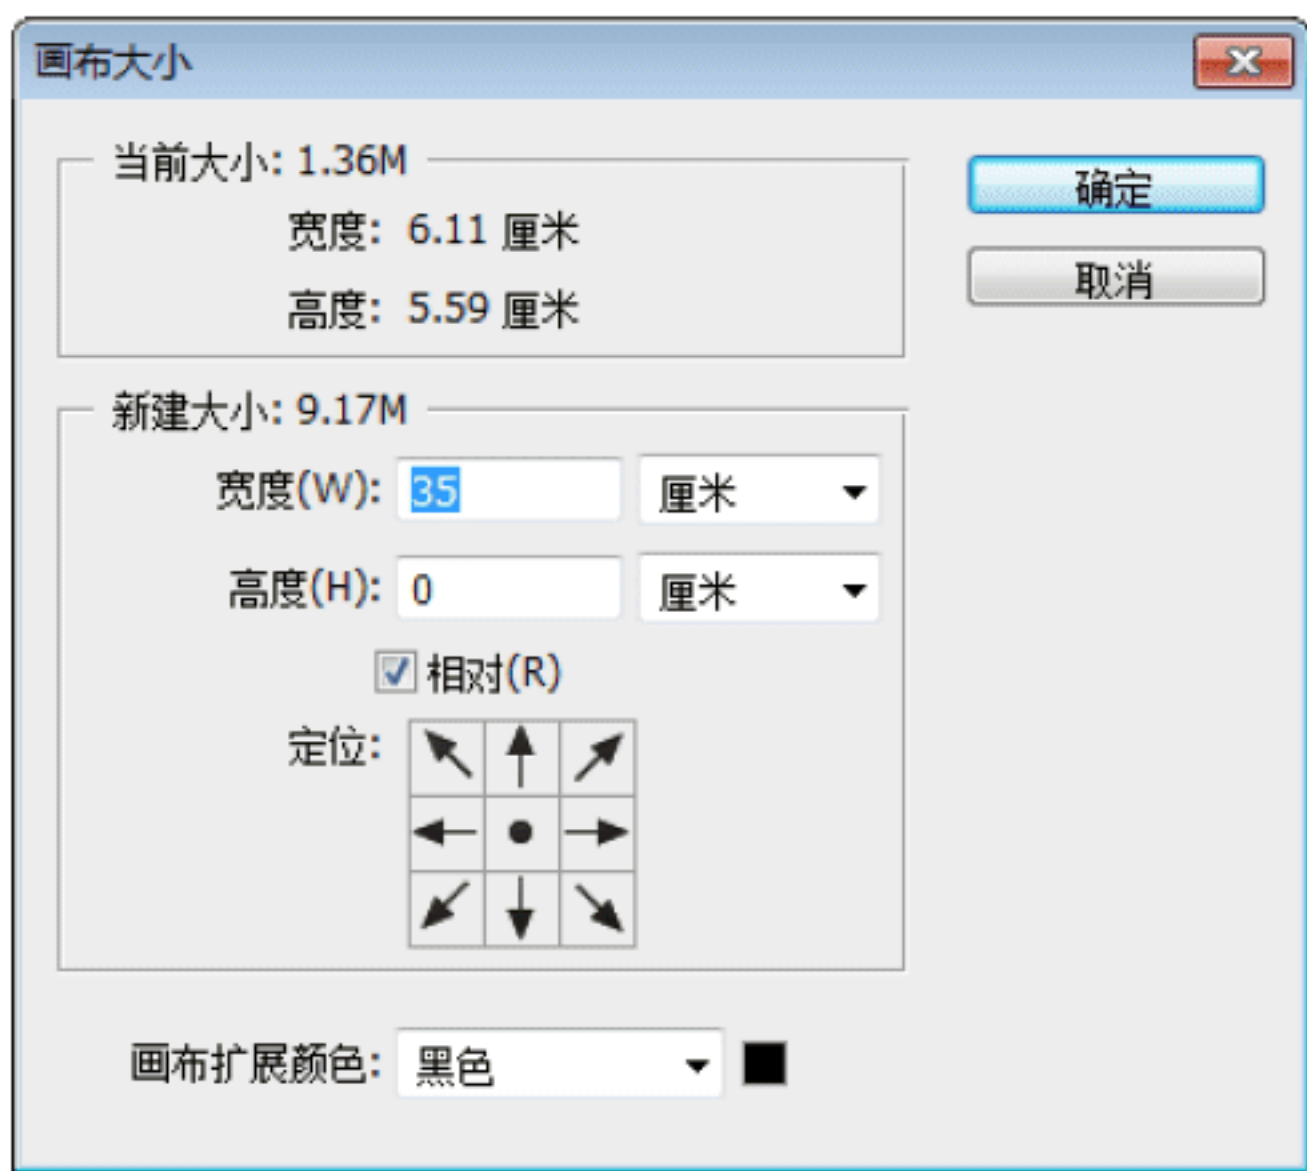 画布大小
当前大小: 1.36M
确定
宽度: 6.11 厘米
取消
高度: 5.59 厘米
新建大小: 9.17M
宽度(W): 35 厘米
高度(H): 0 厘米
相对(R)
定位:
画布扩展颜色: 黑色